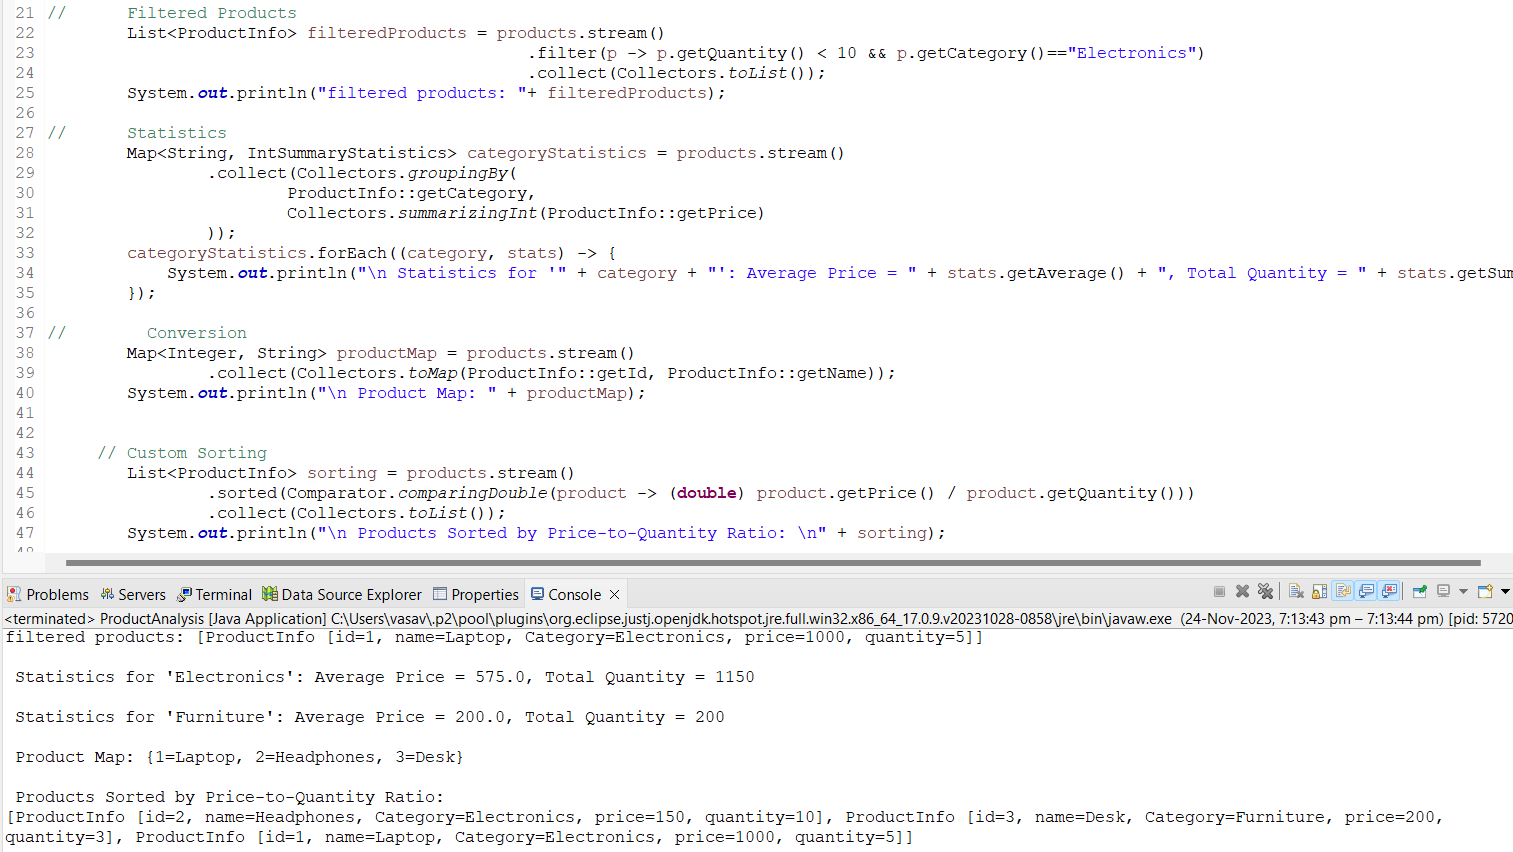 21 // Filtered Products
22 List<ProductInfo> filteredProducts = products.stream()
23 .filter(p -> p.getQuantity() < 10 && p.getCategory()=="Electronics")
24 .collect(Collectors.toList());
25 System.out.println("filtered products: "+ filteredProducts);
26
27 // Statistics
28 Map<String, IntSummaryStatistics> categoryStatistics = products.stream()
29 .collect(Collectors.groupingBy(
30 ProductInfo::getCategory,
31 Collectors.summarizingInt(ProductInfo::getPrice)
32 ));
33 categoryStatistics.forEach((category, stats) -> {
34 System.out.println("\n Statistics for '" + category + "': Average Price = " + stats.getAverage() + ", Total Quantity = " + stats.getSum
35 });
36
37 // Conversion
38 Map<Integer, String> productMap = products.stream()
39 .collect(Collectors.toMap(ProductInfo::getId, ProductInfo::getName));
40 System.out.println("\n Product Map: " + productMap);
41
42
43 // Custom Sorting
44 List<ProductInfo> sorting = products.stream()
45 .sorted(Comparator.comparingDouble(product -> (double) product.getPrice() / product.getQuantity()))
46 .collect(Collectors.toList());
47 System.out.println("\n Products Sorted by Price-to-Quantity Ratio: \n" + sorting);
Problems Servers Terminal Data Source Explorer Properties Console
<terminated> ProductAnalysis [Java Application] C:\Users\vasav\.p2\pool\plugins\org.eclipse.justj.openjdk.hotspot.jre.full.win32.x86_64_17.0.9.v20231028-0858\jre\bin\javaw.exe (24-Nov-2023, 7:13:43 pm – 7:13:44 pm) [pid: 5720
filtered products: [ProductInfo [id=1, name=Laptop, Category=Electronics, price=1000, quantity=5]]
Statistics for 'Electronics': Average Price = 575.0, Total Quantity = 1150
Statistics for 'Furniture': Average Price = 200.0, Total Quantity = 200
Product Map: {1=Laptop, 2=Headphones, 3=Desk}
Products Sorted by Price-to-Quantity Ratio:
[ProductInfo [id=2, name=Headphones, Category=Electronics, price=150, quantity=10], ProductInfo [id=3, name=Desk, Category=Furniture, price=200,
quantity=3], ProductInfo [id=1, name=Laptop, Category=Electronics, price=1000, quantity=5]]